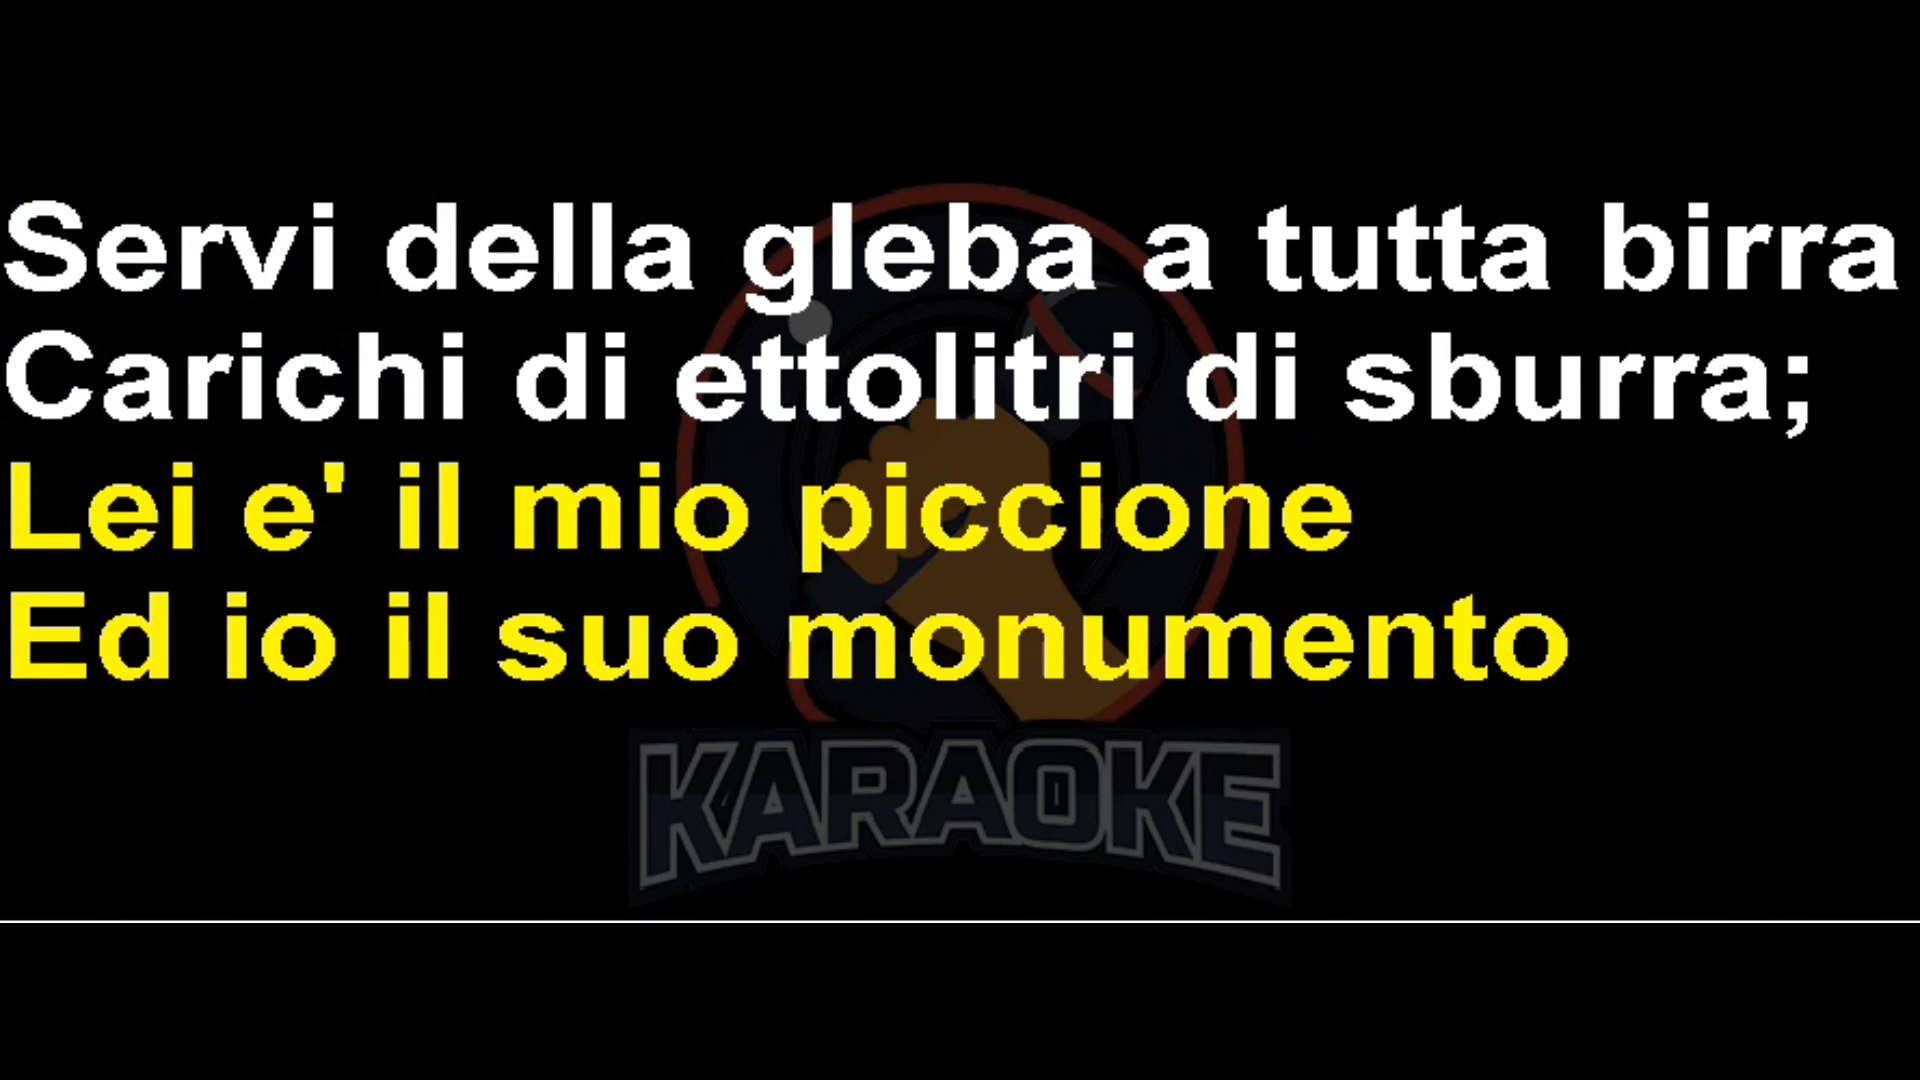 Servi della gleba a tutta birra
Carichi di ettolitri di sburra;
Lei e' il mio piccione
Ed io il suo monumento
KARAOKE